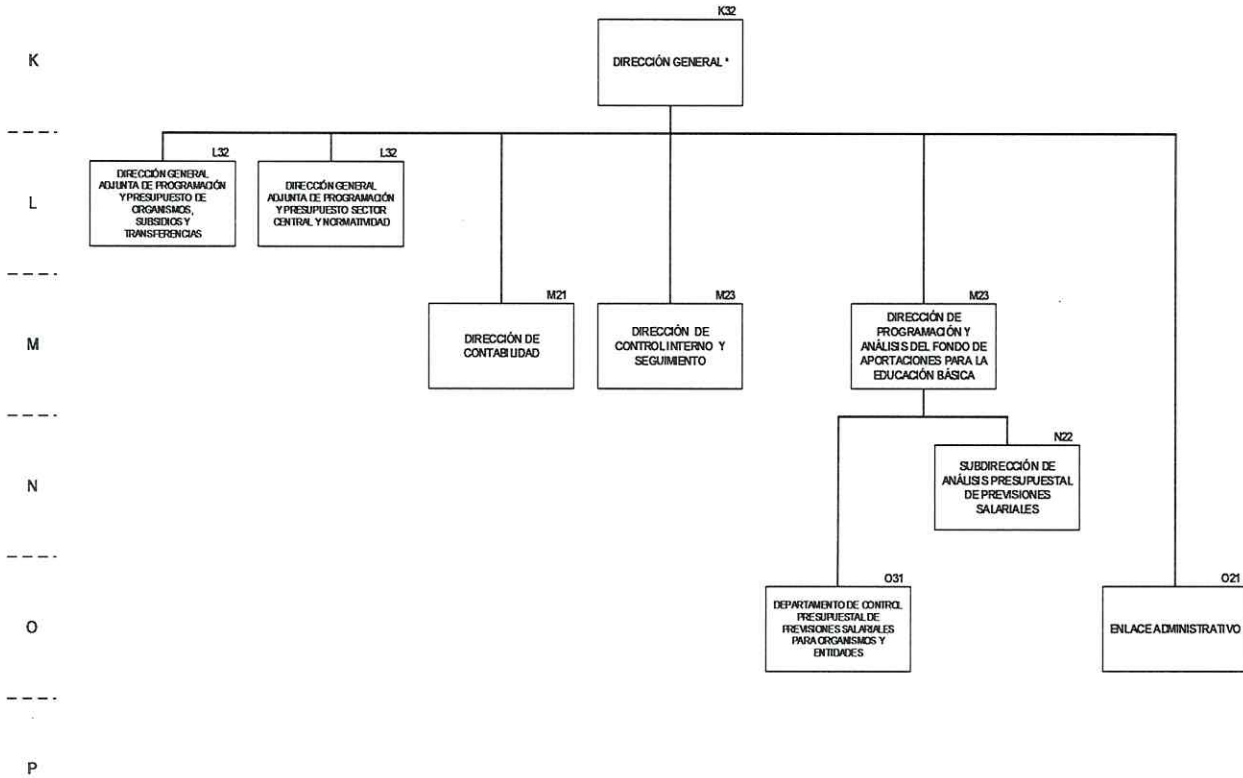 K32
K
DIRECCIÓN GENERAL *
L32
L32
L
DIRECCIÓN GENERAL
ADJUNTA DE PROGRAMACIÓN
Y PRESUPUESTO DE
ORGANISMOS,
SUBSIDIOS Y
TRANSFERENCIAS
DIRECCIÓN GENERAL
ADJUNTA DE PROGRAMACIÓN
Y PRESUPUESTO SECTOR
CENTRAL Y NORMATIVIDAD
M21
M23
M23
M
DIRECCIÓN DE
CONTABILIDAD
DIRECCIÓN DE
CONTROL INTERNO Y
SEGUIMIENTO
DIRECCIÓN DE
PROGRAMACIÓN Y
ANÁLISIS DEL FONDO DE
APORTACIONES PARA LA
EDUCACIÓN BÁSICA
N22
N
SUBDIRECCIÓN DE
ANÁLISIS PRESUPUESTAL
DE PREVISIONES
SALARIALES
O31
O21
O
DEPARTAMENTO DE CONTROL
PRESUPUESTAL DE
PREVISIONES SALARIALES
PARA ORGANISMOS Y
ENTIDADES
ENLACE ADMINISTRATIVO
P